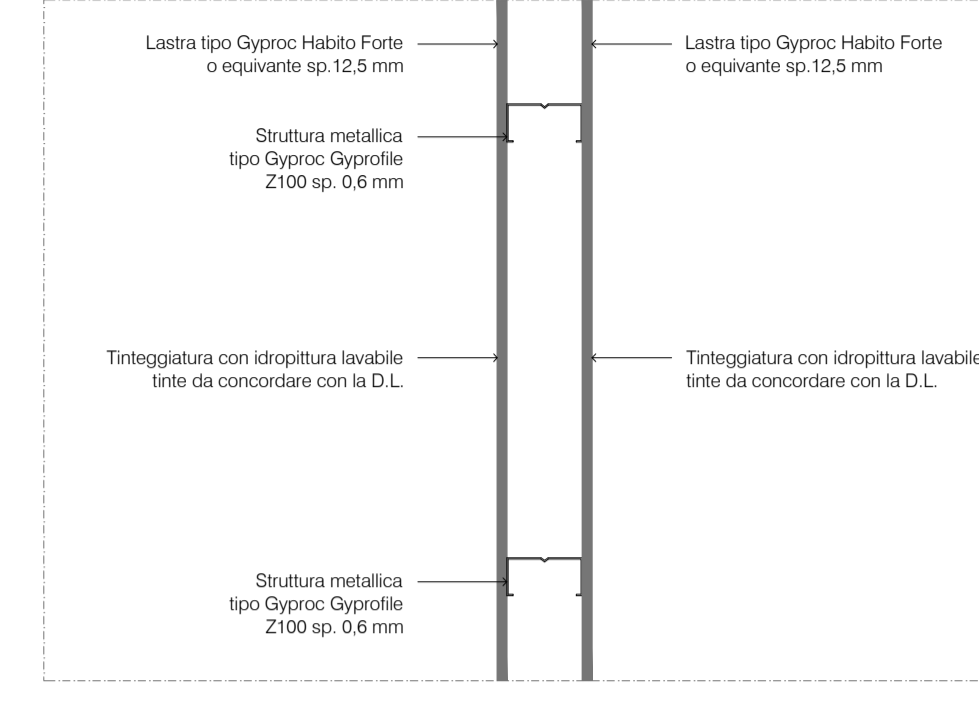 Lastra tipo Gyproc Habito Forte
o equivante sp.12,5 mm
Lastra tipo Gyproc Habito Forte
o equivante sp.12,5 mm
Struttura metallica
tipo Gyproc Gyprofile
Z100 sp. 0,6 mm
Tinteggiatura con idropittura lavabile
tinte da concordare con la D.L.
Tinteggiatura con idropittura lavabile
tinte da concordare con la D.L.
Struttura metallica
tipo Gyproc Gyprofile
Z100 sp. 0,6 mm